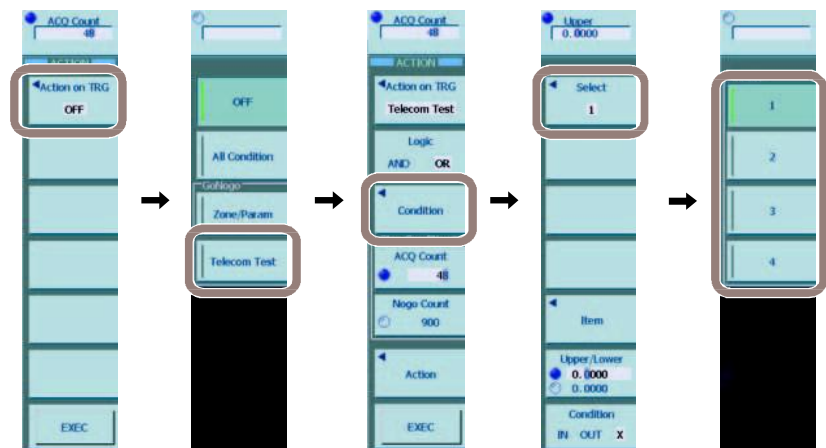 ACQ Count
48
ACTION
Action on TRG
OFF
EXEC
OFF
All Condition
GoNogo
Zone/Param
Telecom Test
ACQ Count
48
ACTION
Action on TRG
Telecom Test
Logic
AND OR
Condition
ACQ Count
48
Nogo Count
900
Action
EXEC
Upper
0.0000
Select
1
Item
Upper/Lower
0.0000
0.0000
Condition
IN OUT X
1
2
3
4